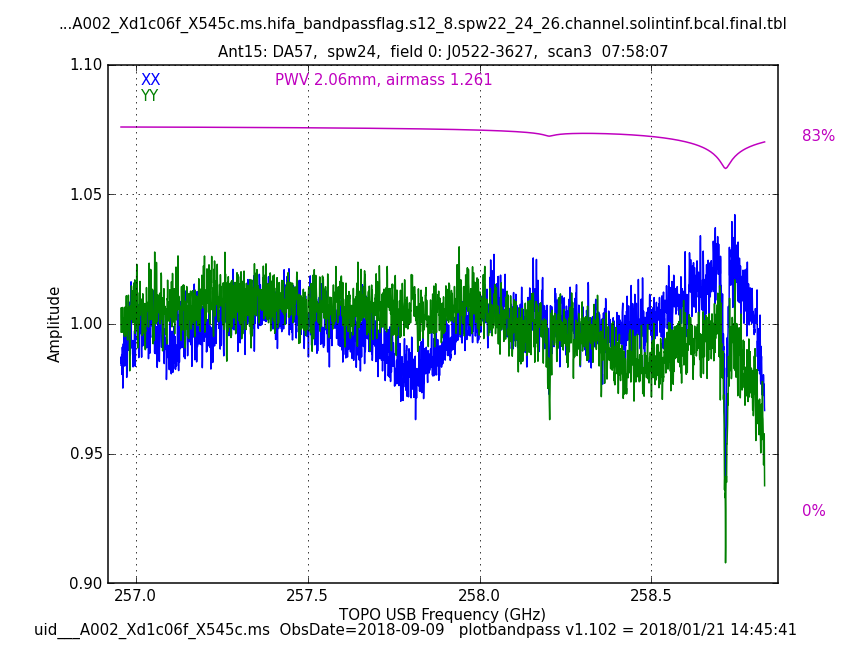 ...A002_Xd1c06f_X545c.ms.hifa_bandpassflag.s12_8.spw22_24_26.channel.solintinf.bcal.final.tbl
Ant15: DA57,  spw24,  field 0: J0522-3627,  scan3  07:58:07
1.10
XX
PWV 2.06mm, airmass 1.261
YY
83%
1.05
Amplitude
1.00
0.95
0%
0.90
257.0 257.5 258.0 258.5
TOPO USB Frequency (GHz)
uid___A002_Xd1c06f_X545c.ms  ObsDate=2018-09-09   plotbandpass v1.102 = 2018/01/21 14:45:41